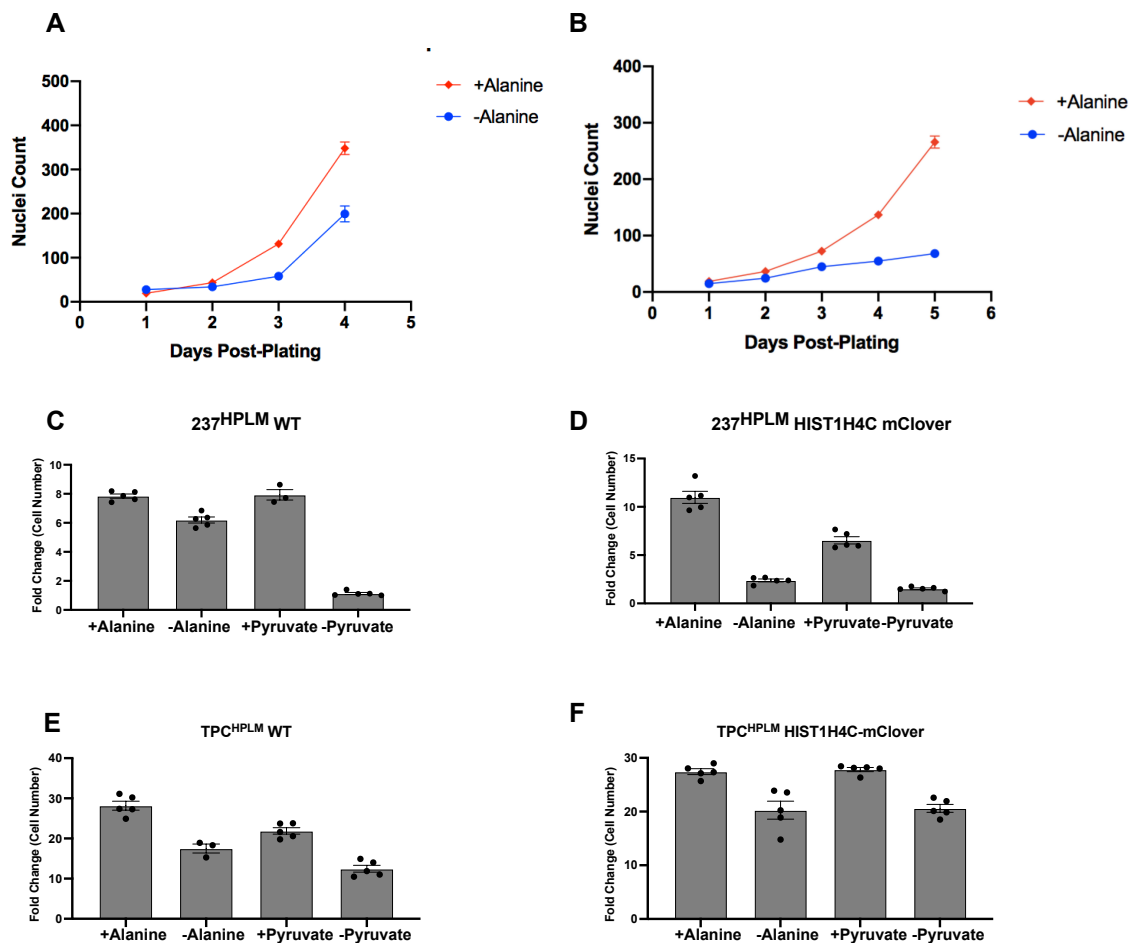 A
500
400
300
200
100
0
Nuclei Count
0 1 2 3 4 5
Days Post-Plating
+Alanine
-Alanine
B
400
300
200
100
0
Nuclei Count
0 1 2 3 4 5 6
Days Post-Plating
+Alanine
-Alanine
C
237HPLM WT
10
8
6
4
2
0
Fold Change (Cell Number)
+Alanine -Alanine +Pyruvate -Pyruvate
D
237HPLM HIST1H4C mClover
15
10
5
0
Fold Change (Cell Number)
+Alanine -Alanine +Pyruvate -Pyruvate
E
TPCHPLM WT
40
30
20
10
0
Fold Change (Cell Number)
+Alanine -Alanine +Pyruvate -Pyruvate
F
TPCHPLM HIST1H4C-mClover
30
20
10
0
Fold Change (Cell Number)
+Alanine -Alanine +Pyruvate -Pyruvate